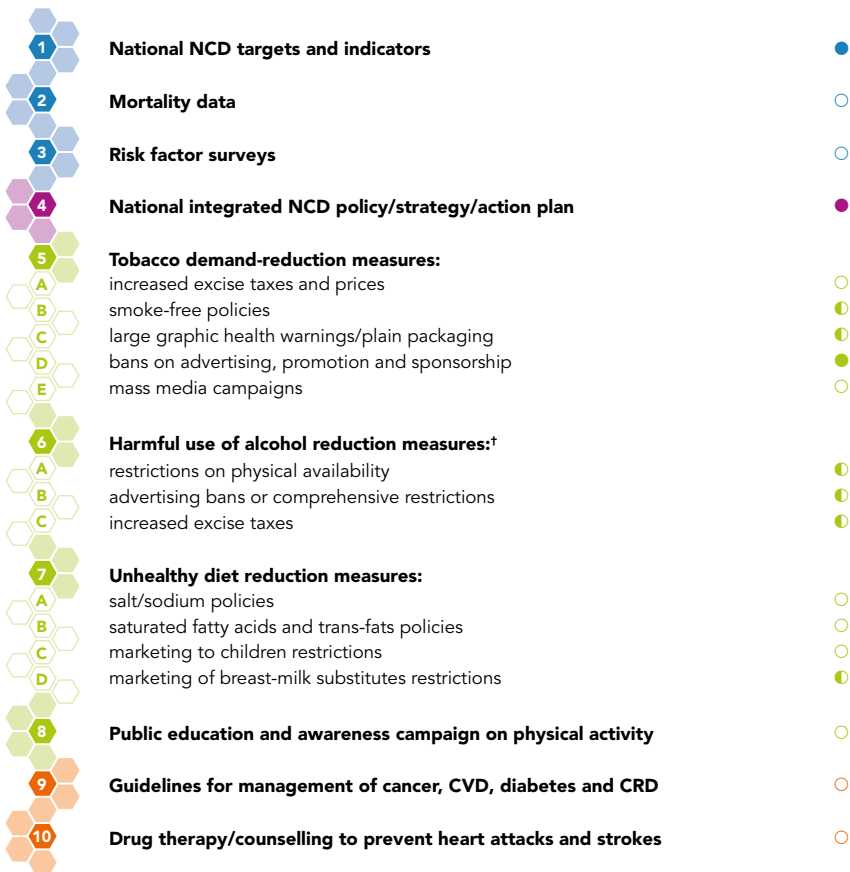 1 National NCD targets and indicators
2 Mortality data
3 Risk factor surveys
4 National integrated NCD policy/strategy/action plan
5 Tobacco demand-reduction measures:
A increased excise taxes and prices
B smoke-free policies
C large graphic health warnings/plain packaging
D bans on advertising, promotion and sponsorship
E mass media campaigns
6 Harmful use of alcohol reduction measures:†
A restrictions on physical availability
B advertising bans or comprehensive restrictions
C increased excise taxes
7 Unhealthy diet reduction measures:
A salt/sodium policies
B saturated fatty acids and trans-fats policies
C marketing to children restrictions
D marketing of breast-milk substitutes restrictions
8 Public education and awareness campaign on physical activity
9 Guidelines for management of cancer, CVD, diabetes and CRD
10 Drug therapy/counselling to prevent heart attacks and strokes